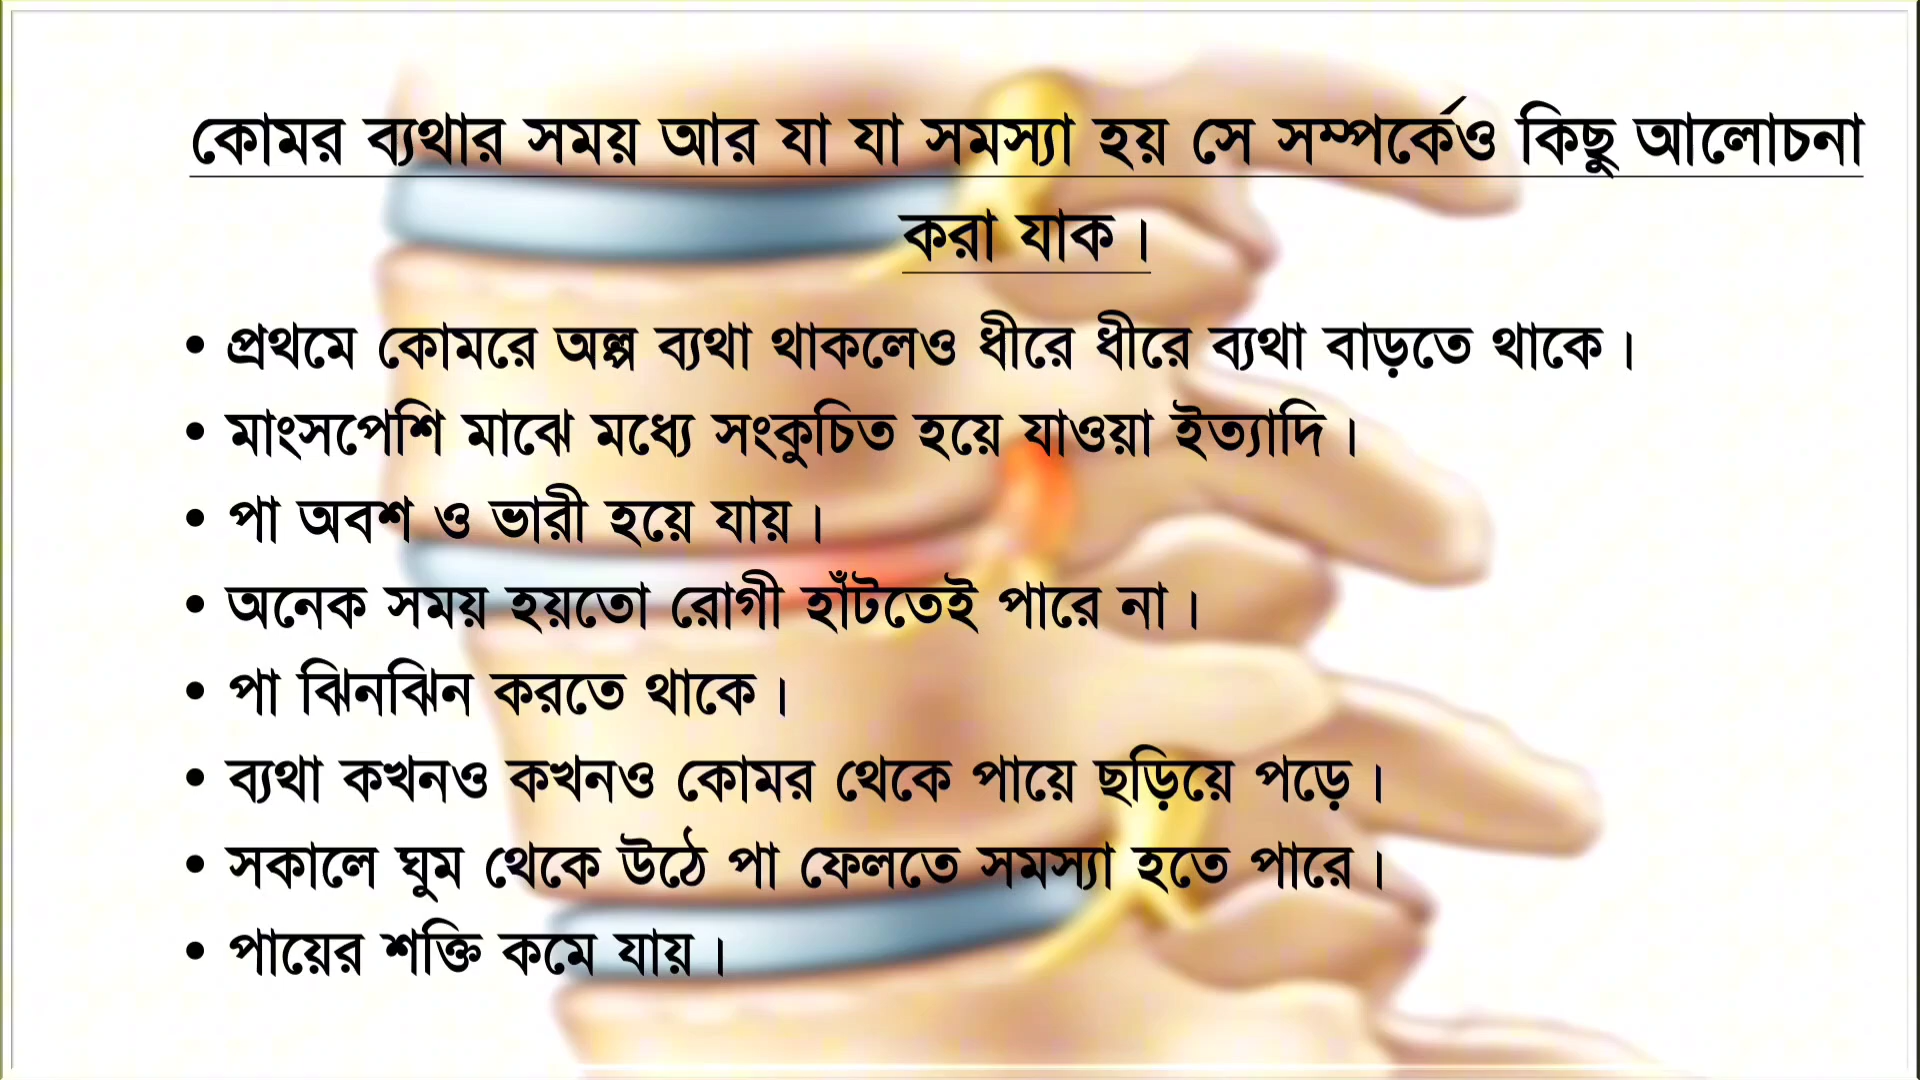 কোমর ব্যথার সময় আর যা যা সমস্যা হয় সে সম্পর্কেও কিছু আলোচনা
করা যাক।
• প্রথমে কোমরে অল্প ব্যথা থাকলেও ধীরে ধীরে ব্যথা বাড়তে থাকে।
• মাংসপেশি মাঝে মধ্যে সংকুচিত হয়ে যাওয়া ইত্যাদি।
• পা অবশ ও ভারী হয়ে যায়।
• অনেক সময় হয়তো রোগী হাঁটতেই পারে না।
• পা ঝিনঝিন করতে থাকে।
• ব্যথা কখনও কখনও কোমর থেকে পায়ে ছড়িয়ে পড়ে।
• সকালে ঘুম থেকে উঠে পা ফেলতে সমস্যা হতে পারে।
• পায়ের শক্তি কমে যায়।